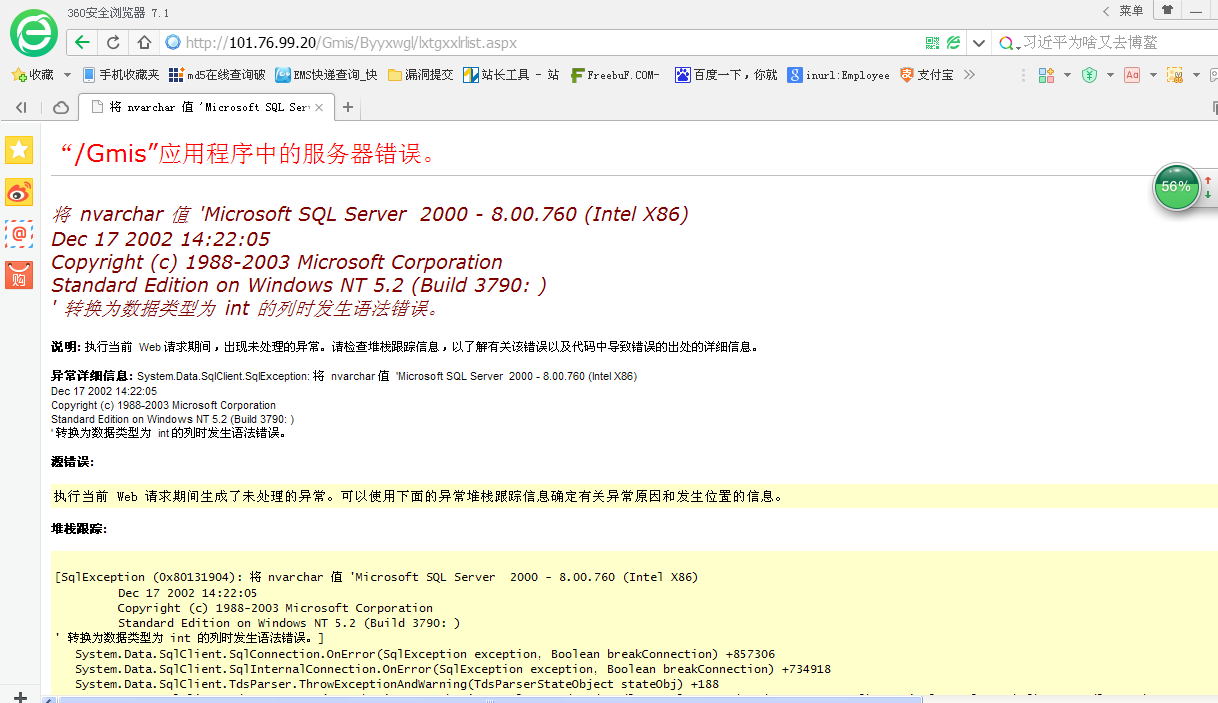 360安全浏览器 7.1
菜单
http://101.76.99.20/Gmis/Byyxwgl/lxtgxxlrlist.aspx
习近平为啥又去博鳌
收藏 手机收藏夹 md5在线查询破 EMS快递查询_快 漏洞提交 站长工具 - 站 FreebuF.COM- 百度一下，你就 inurl:Employee 支付宝
将 nvarchar 值 'Microsoft SQL Ser
“/Gmis”应用程序中的服务器错误。
将 nvarchar 值 'Microsoft SQL Server 2000 - 8.00.760 (Intel X86)
Dec 17 2002 14:22:05
Copyright (c) 1988-2003 Microsoft Corporation
Standard Edition on Windows NT 5.2 (Build 3790: )
' 转换为数据类型为 int 的列时发生语法错误。
56%
购
说明: 执行当前 Web 请求期间，出现未处理的异常。请检查堆栈跟踪信息，以了解有关该错误以及代码中导致错误的出处的详细信息。
异常详细信息: System.Data.SqlClient.SqlException: 将 nvarchar 值 'Microsoft SQL Server 2000 - 8.00.760 (Intel X86)
Dec 17 2002 14:22:05
Copyright (c) 1988-2003 Microsoft Corporation
Standard Edition on Windows NT 5.2 (Build 3790: )
' 转换为数据类型为 int 的列时发生语法错误。
源错误:
执行当前 Web 请求期间生成了未处理的异常。可以使用下面的异常堆栈跟踪信息确定有关异常原因和发生位置的信息。
堆栈跟踪:
[SqlException (0x80131904): 将 nvarchar 值 'Microsoft SQL Server 2000 - 8.00.760 (Intel X86)
Dec 17 2002 14:22:05
Copyright (c) 1988-2003 Microsoft Corporation
Standard Edition on Windows NT 5.2 (Build 3790: )
' 转换为数据类型为 int 的列时发生语法错误。]
System.Data.SqlClient.SqlConnection.OnError(SqlException exception, Boolean breakConnection) +857306
System.Data.SqlClient.SqlInternalConnection.OnError(SqlException exception, Boolean breakConnection) +734918
System.Data.SqlClient.TdsParser.ThrowExceptionAndWarning(TdsParserStateObject stateObj) +188